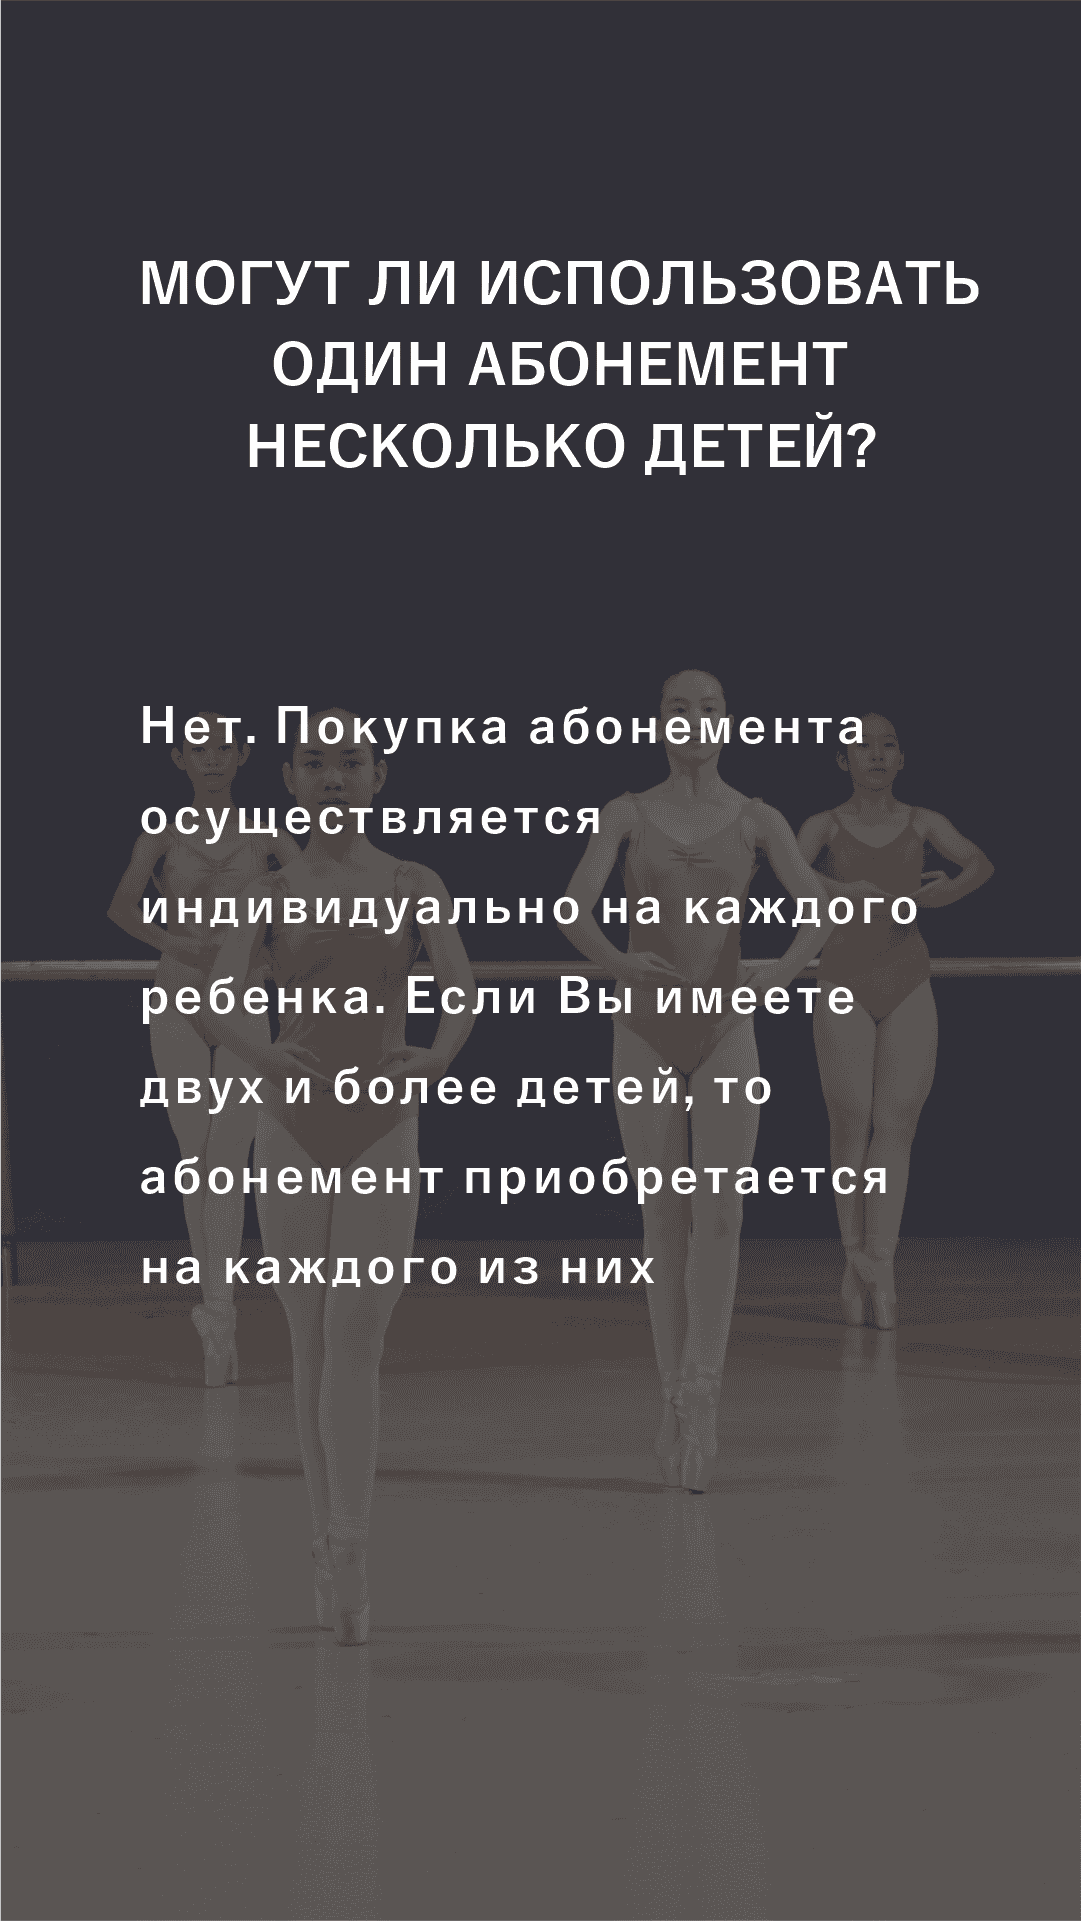 МОГУТ ЛИ ИСПОЛЬЗОВАТЬ
ОДИН АБОНЕМЕНТ
НЕСКОЛЬКО ДЕТЕЙ?
Нет. Покупка абонемента
осуществляется
индивидуально на каждого
ребенка. Если Вы имеете
двух и более детей, то
абонемент приобретается
на каждого из них